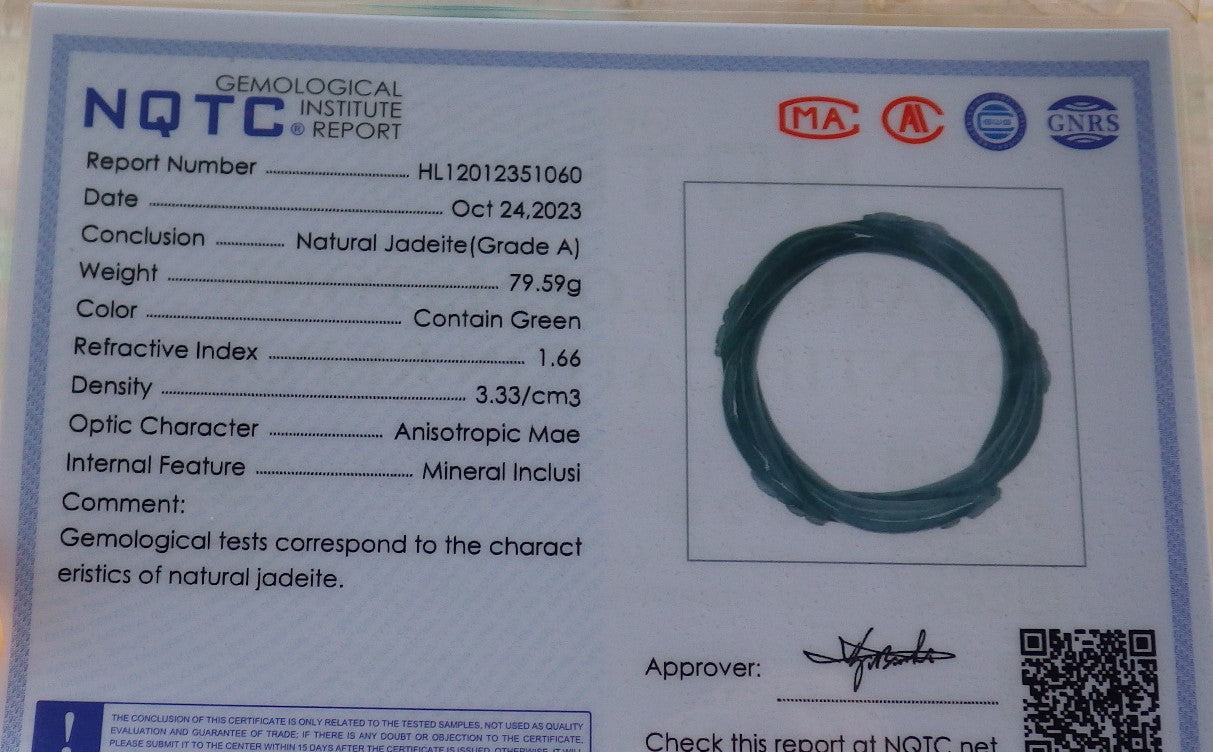 NQTC® GEMOLOGICAL INSTITUTE REPORT
MA
GNRS
Report Number HL12012351060
Date Oct 24,2023
Conclusion Natural Jadeite(Grade A)
Weight 79.59g
Color Contain Green
Refractive Index 1.66
Density 3.33/cm3
Optic Character Anisotropic Mae
Internal Feature Mineral Inclusi
Comment:
Gemological tests correspond to the charact
eristics of natural jadeite.
Approver:
Check this report at NQTC.net
!
THE CONCLUSION OF THIS CERTIFICATE IS ONLY RELATED TO THE TESTED SAMPLES, NOT USED AS QUALITY
EVALUATION AND GUARANTEE OF TRADE; IF THERE IS ANY DOUBT OR OBJECTION TO THE CERTIFICATE,
PLEASE SUBMIT IT TO THE CENTER WITHIN 15 DAYS AFTER THE CERTIFICATE IS ISSUED, OTHERWISE, IT WILL